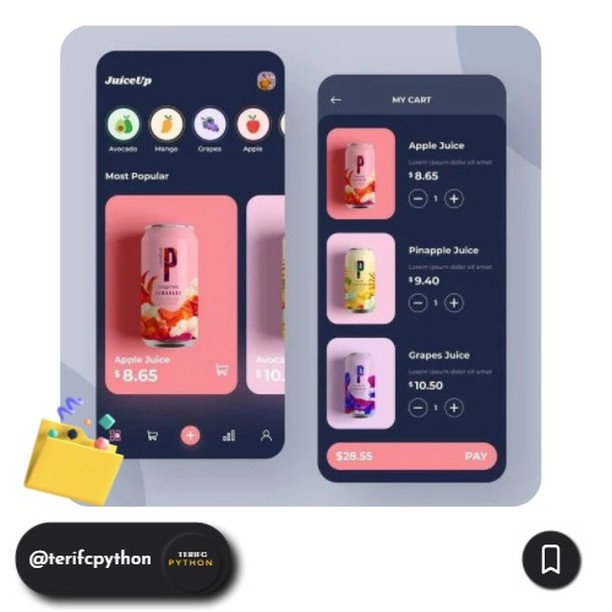 JuiceUp
Avocado Mango Grapes Apple
Most Popular
P
LEMONADE
Apple Juice
$8.65
Avoca
$10.
MY CART
Apple Juice
Lorem ipsum dolor sit amet
$8.65
1
Pinapple Juice
Lorem ipsum dolor sit amet
$9.40
1
Grapes Juice
Lorem ipsum dolor sit amet
$10.50
1
$28.55 PAY
@terifcpython
TERIFC
PYTHON